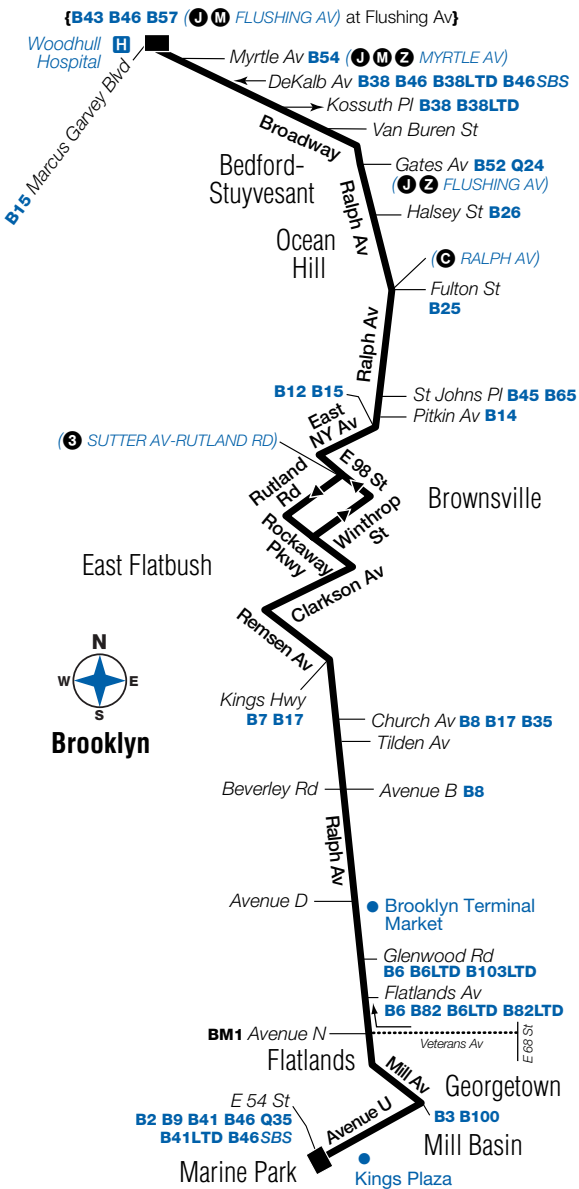 {B43 B46 B57 (J M FLUSHING AV) at Flushing Av}
Woodhull H
Hospital
Myrtle Av B54 (J M Z MYRTLE AV)
DeKalb Av B38 B46 B38LTD B46SBS
Kossuth Pl B38 B38LTD
Broadway
Van Buren St
B15 Marcus Garvey Blvd
Bedford-
Stuyvesant
Gates Av B52 Q24
(J Z FLUSHING AV)
Ralph Av
Halsey St B26
Ocean
Hill
(C RALPH AV)
Fulton St
B25
Ralph Av
St Johns Pl B45 B65
B12 B15
Pitkin Av B14
East
NY Av
(3 SUTTER AV-RUTLAND RD)
E 98 St
Rutland
Rd
Brownsville
Winthrop
St
Rockaway
Pkwy
East Flatbush
Clarkson Av
Remsen Av
N
W E
S
Brooklyn
Kings Hwy
B7 B17
Church Av B8 B17 B35
Tilden Av
Beverley Rd
Avenue B B8
Ralph Av
Avenue D
Brooklyn Terminal
Market
Glenwood Rd
B6 B6LTD B103LTD
Flatlands Av
B6 B82 B6LTD B82LTD
BM1 Avenue N
Veterans Av
E 68 St
Flatlands
Mill Av
Georgetown
E 54 St
B2 B9 B41 B46 Q35
B41LTD B46SBS
Avenue U
B3 B100
Mill Basin
Marine Park
Kings Plaza